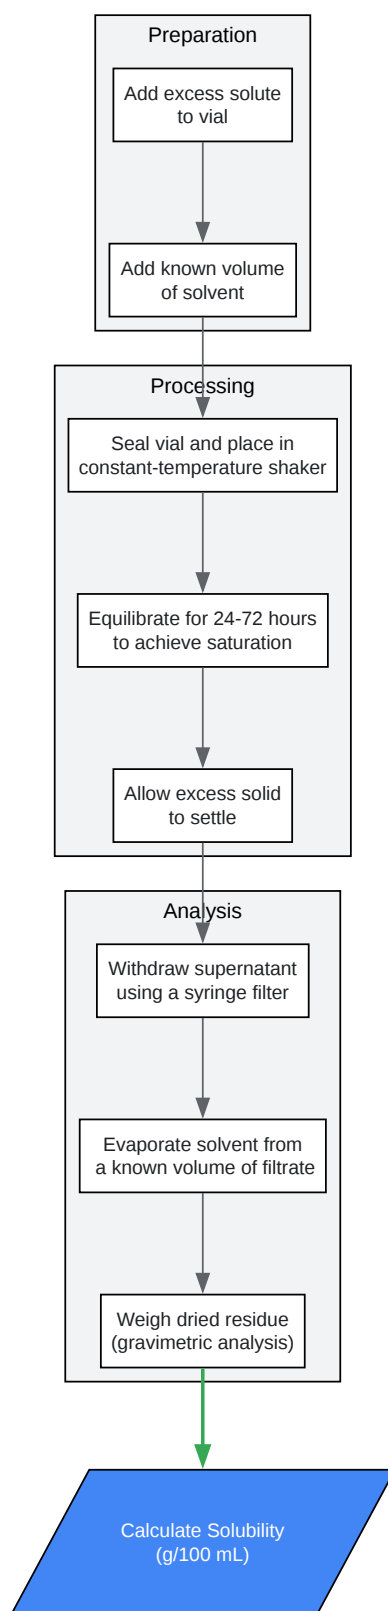 Preparation
Add excess solute
to vial
Add known volume
of solvent
Processing
Seal vial and place in
constant-temperature shaker
Equilibrate for 24-72 hours
to achieve saturation
Allow excess solid
to settle
Analysis
Withdraw supernatant
using a syringe filter
Evaporate solvent from
a known volume of filtrate
Weigh dried residue
(gravimetric analysis)
Calculate Solubility
(g/100 mL)